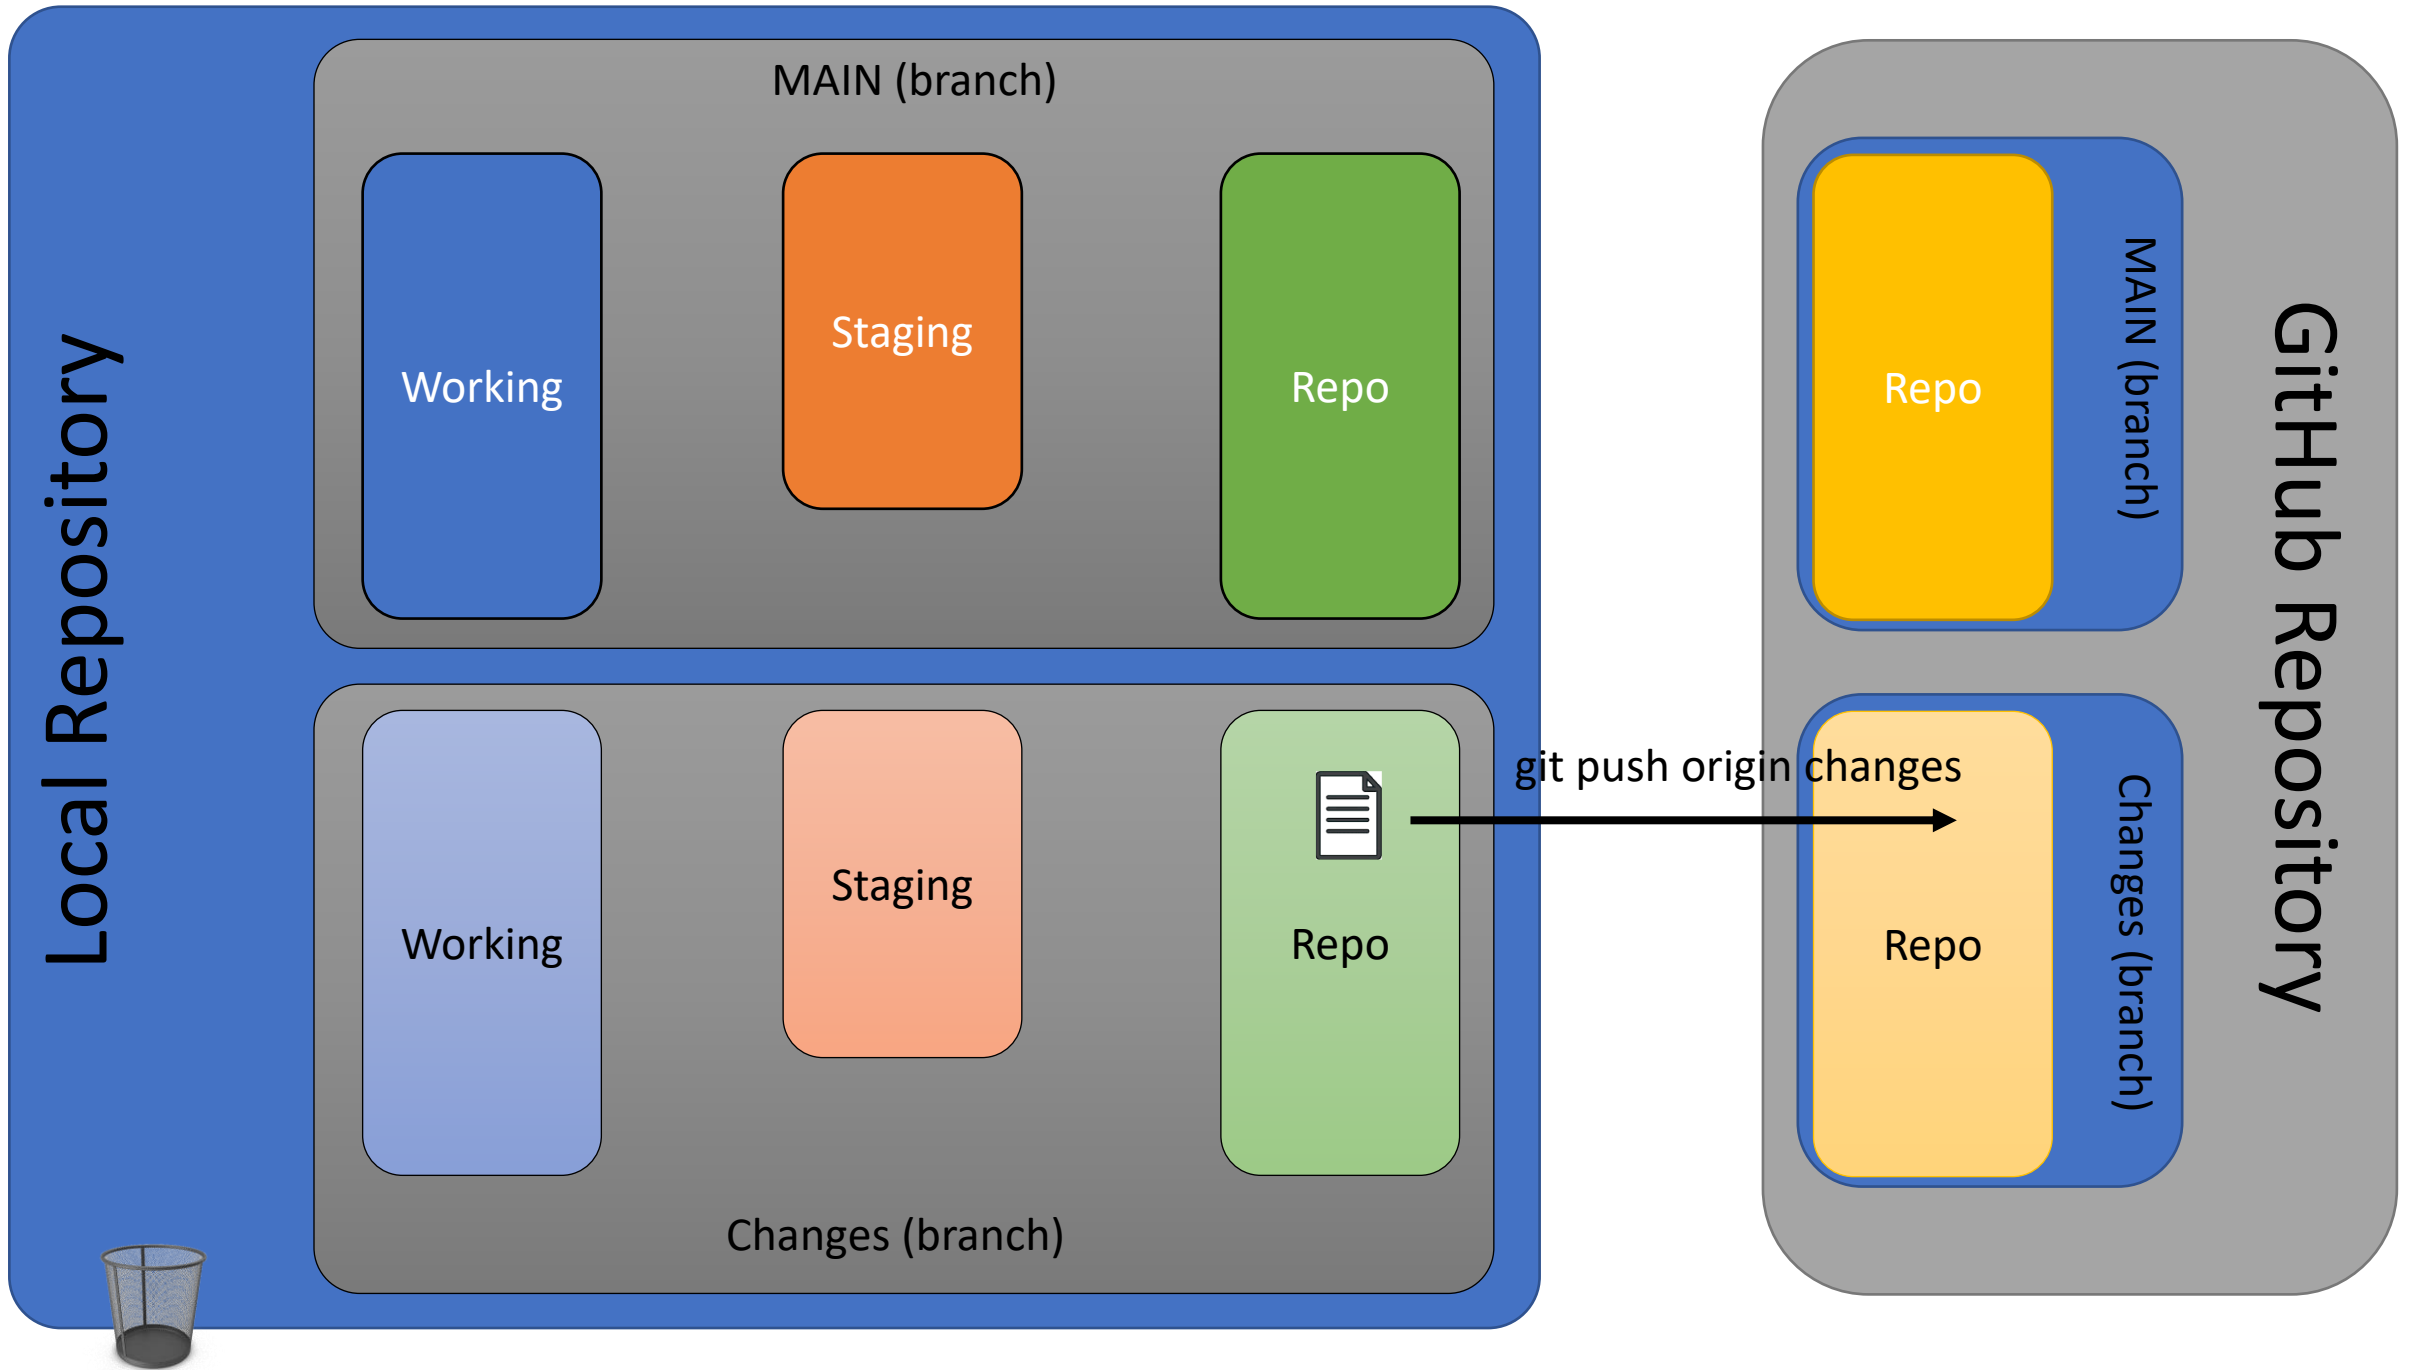 Local Repository
MAIN (branch)
Working
Staging
Repo
Working
Staging
Repo
Changes (branch)
git push origin changes
Repo
MAIN (branch)
Repo
Changes (branch)
GitHub Repository